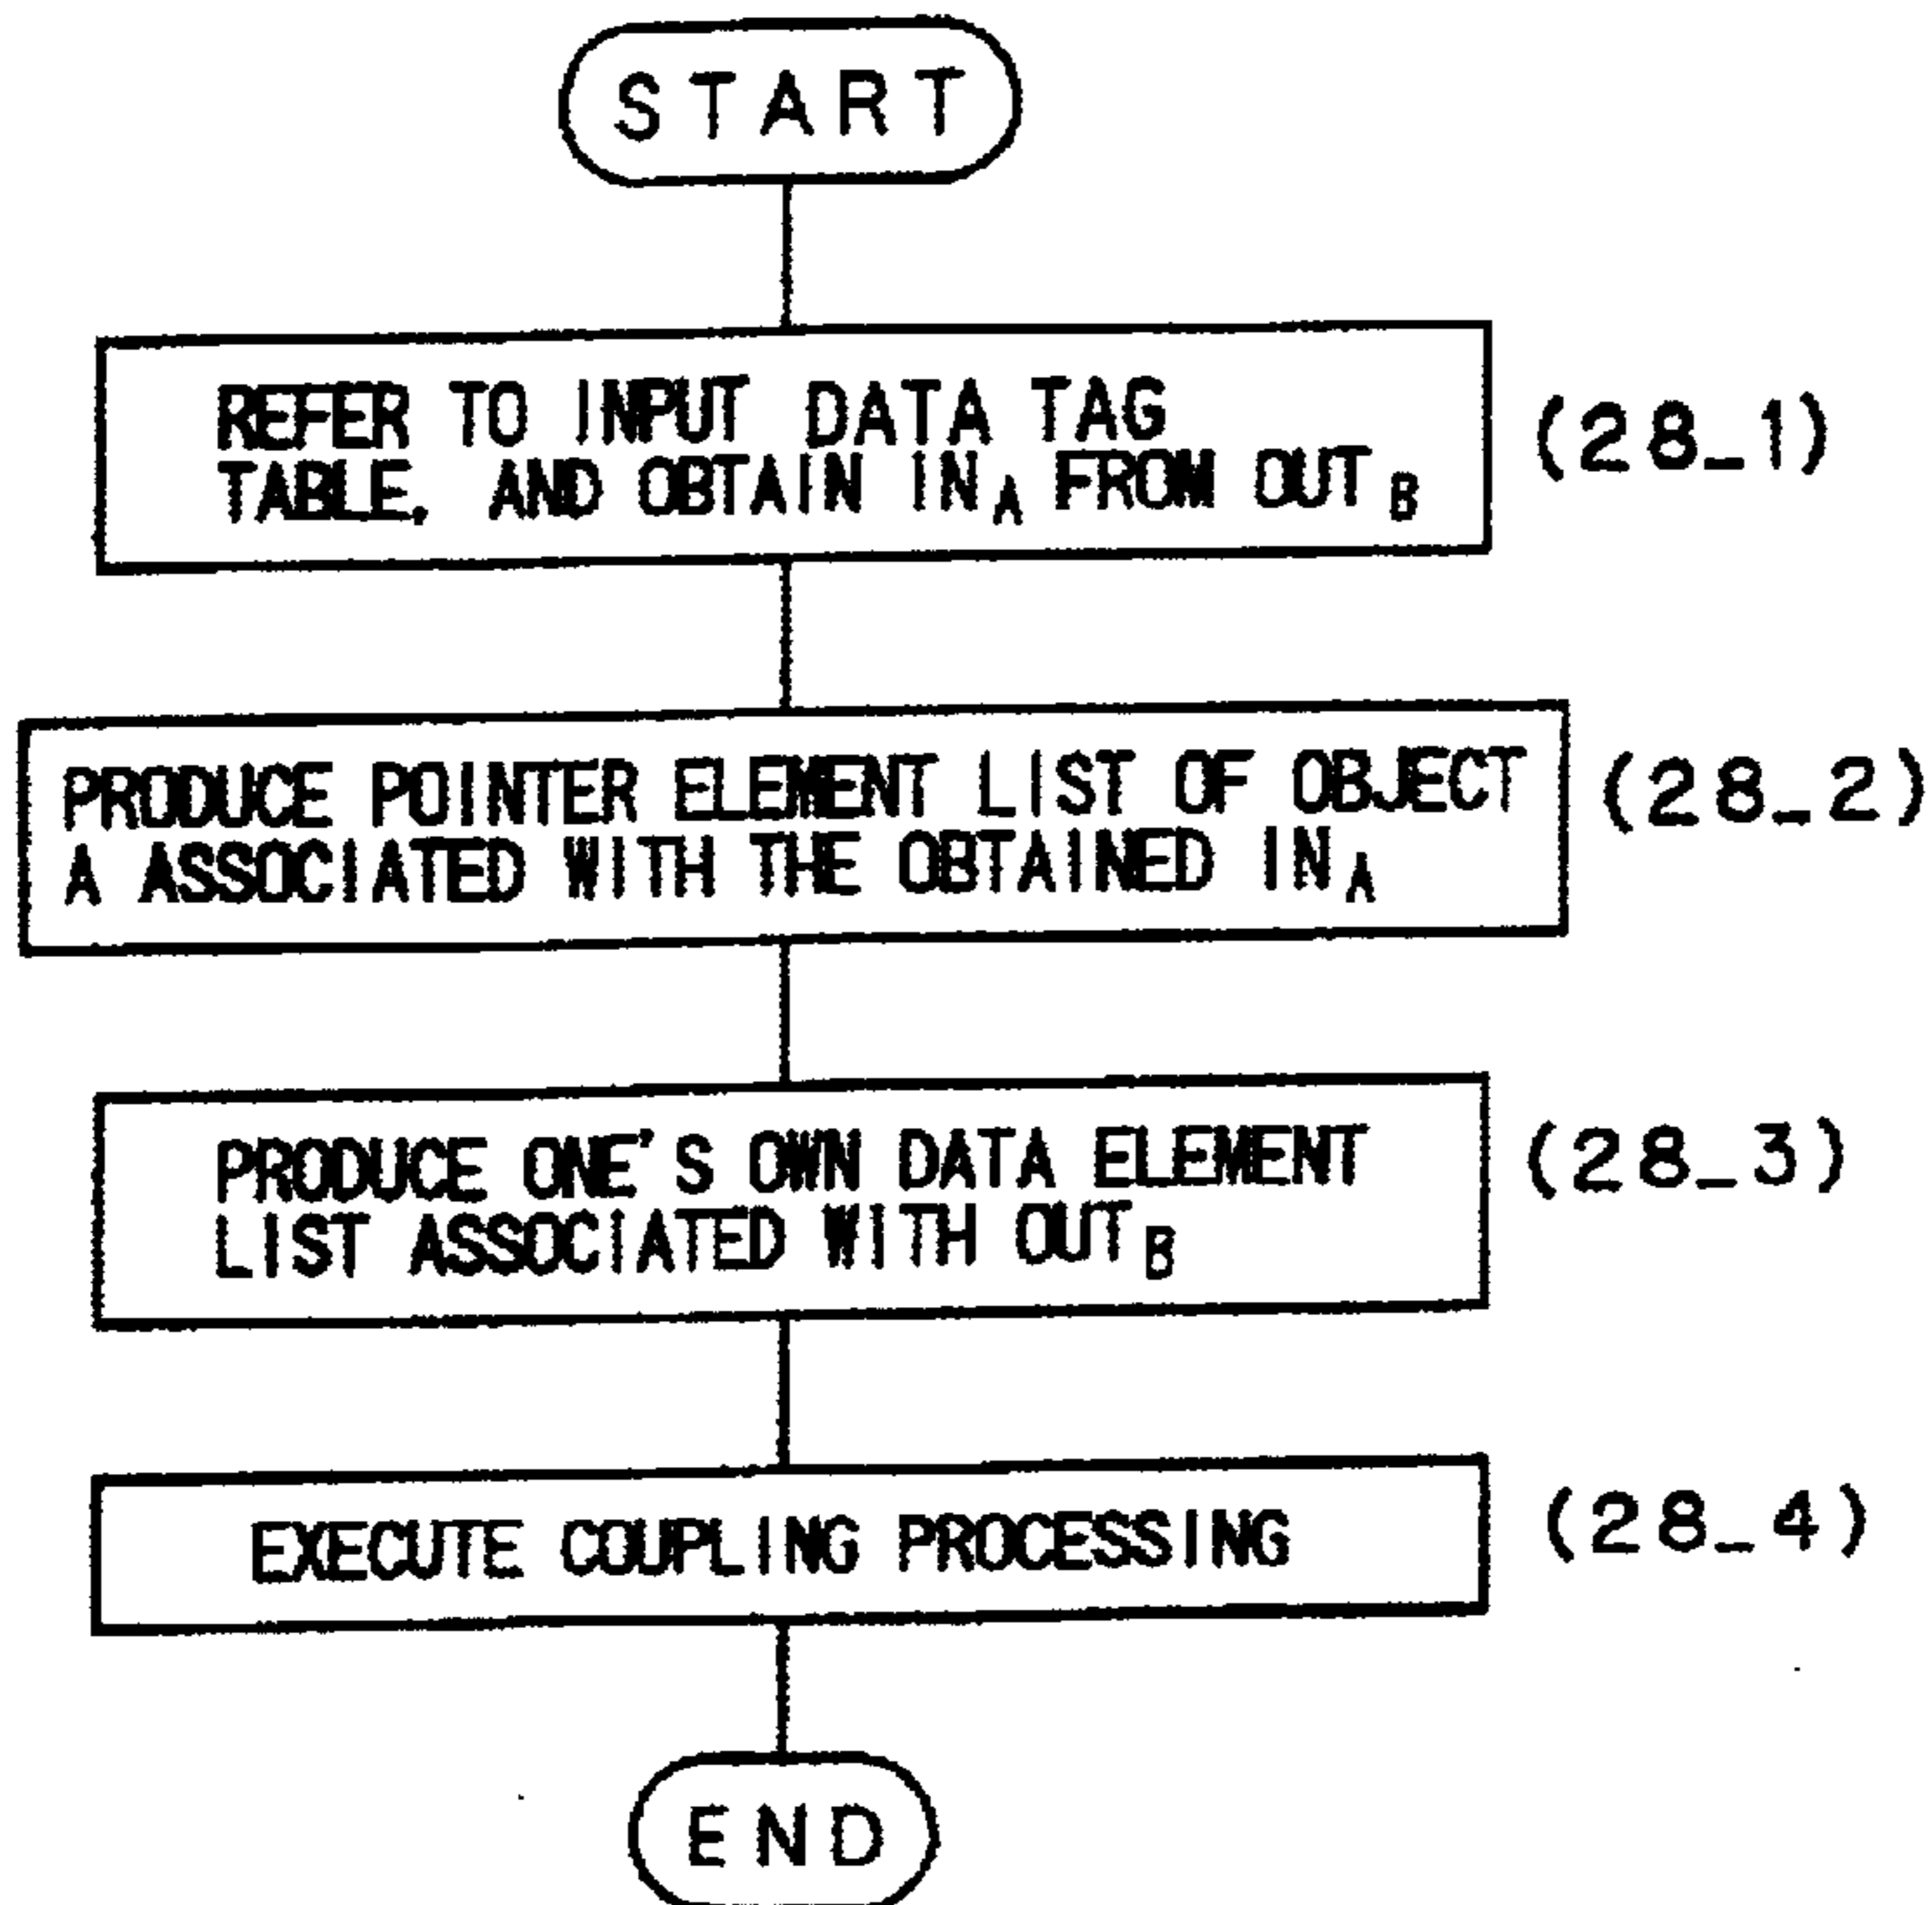 START
REFER TO INPUT DATA TAG
TABLE, AND OBTAIN IN_A FROM OUT_B
(28_1)
PRODUCE POINTER ELEMENT LIST OF OBJECT
A ASSOCIATED WITH THE OBTAINED IN_A
(28_2)
PRODUCE ONE'S OWN DATA ELEMENT
LIST ASSOCIATED WITH OUT_B
(28_3)
EXECUTE COUPLING PROCESSING
(28_4)
END